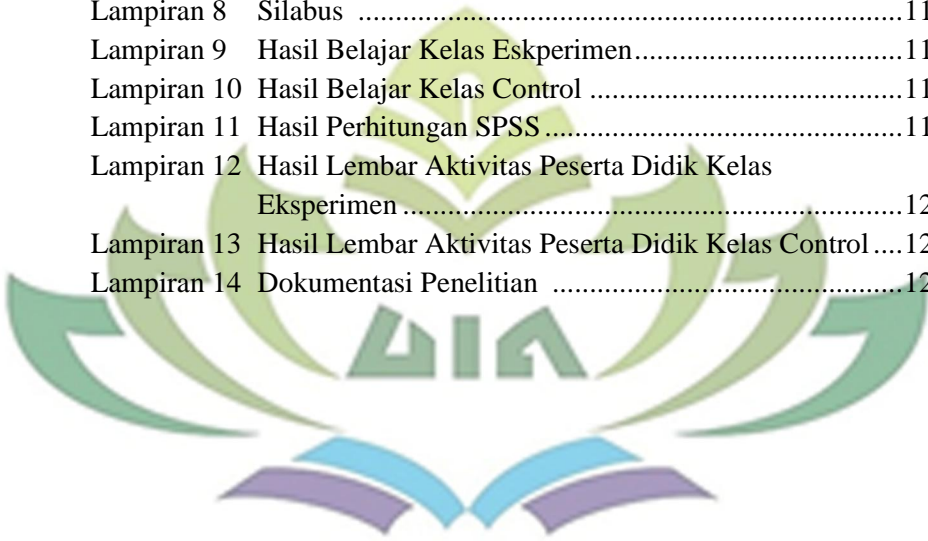 Lampiran 8 Silabus ..........................................................................11
Lampiran 9 Hasil Belajar Kelas Eskperimen....................................11
Lampiran 10 Hasil Belajar Kelas Control ..........................................11
Lampiran 11 Hasil Perhitungan SPSS................................................11
Lampiran 12 Hasil Lembar Aktivitas Peserta Didik Kelas
Eksperimen ....................................................................12
Lampiran 13 Hasil Lembar Aktivitas Peserta Didik Kelas Control....12
Lampiran 14 Dokumentasi Penelitian ...............................................12
UIN